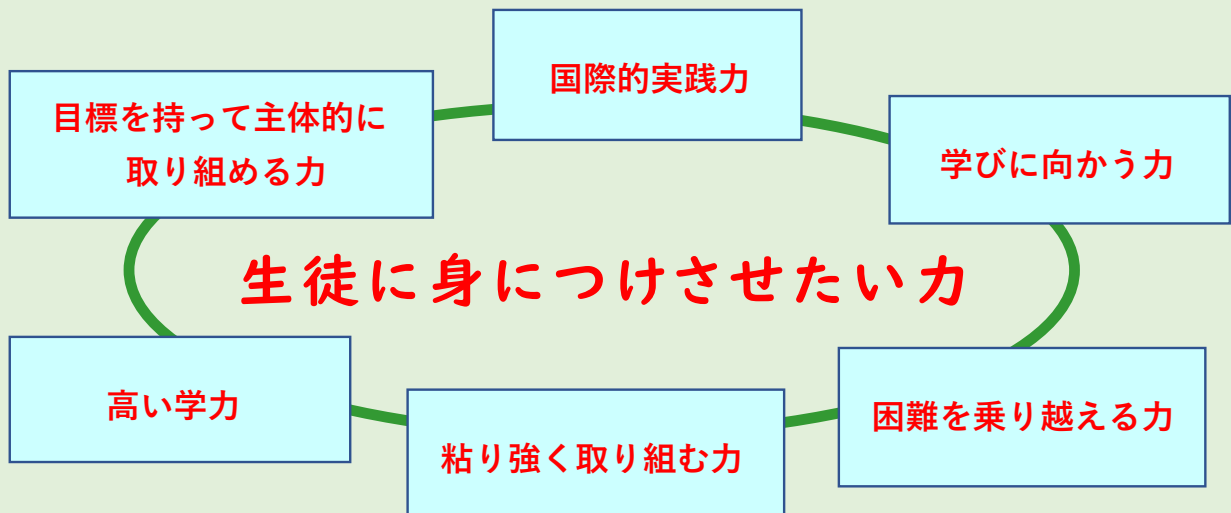 国際的実践力
目標を持って主体的に
取り組める力
学びに向かう力
生徒に身につけさせたい力
高い学力
困難を乗り越える力
粘り強く取り組む力